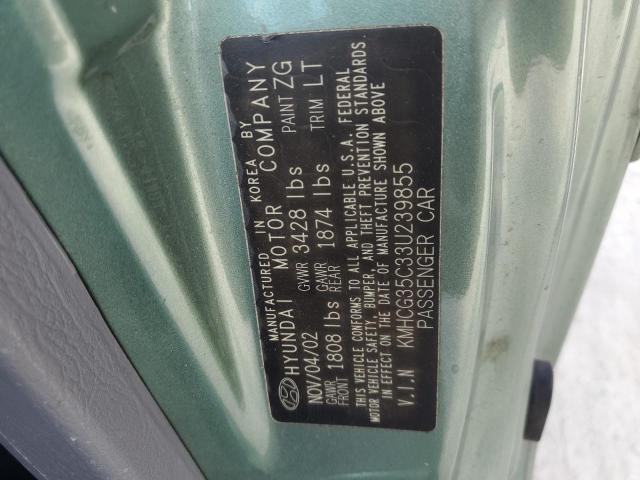 MANUFACTURED IN KOREA BY
HYUNDAI MOTOR COMPANY
NOV/04/02 GVWR 3428 lbs PAINT ZG
GAWR FRONT 1808 lbs GAWR REAR 1874 lbs TRIM LT
THIS VEHICLE CONFORMS TO ALL APPLICABLE U.S.A. FEDERAL
MOTOR VEHICLE SAFETY, BUMPER, AND THEFT PREVENTION STANDARDS
IN EFFECT ON THE DATE OF MANUFACTURE SHOWN ABOVE
V.I.N KMHCG35C33U239855
PASSENGER CAR